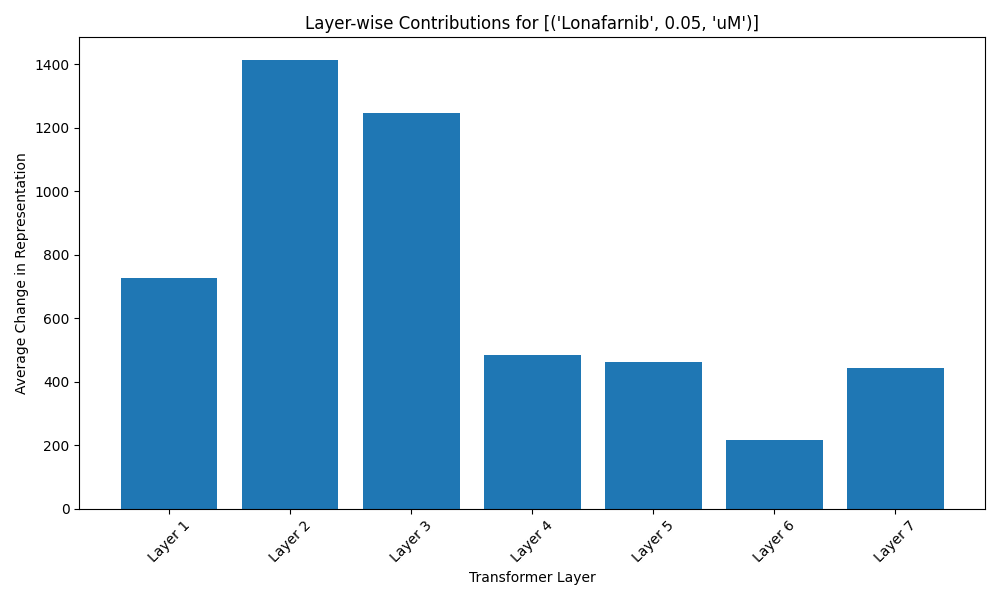 Layer-wise Contributions for [('Lonafarnib', 0.05, 'uM')]
Average Change in Representation
1400
1200
1000
800
600
400
200
0
Layer 1
Layer 2
Layer 3
Layer 4
Layer 5
Layer 6
Layer 7
Transformer Layer